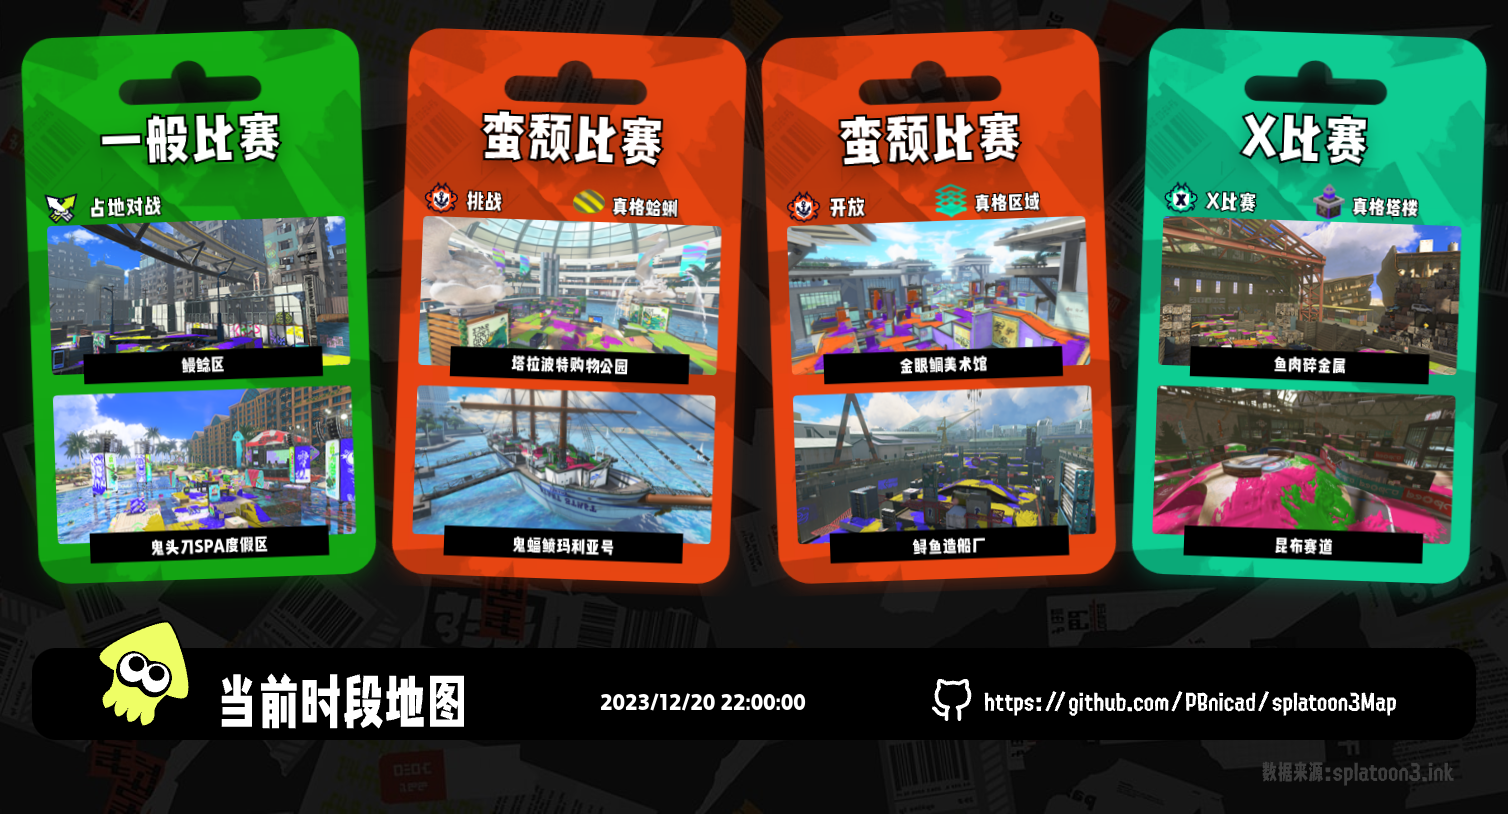 一般比赛
占地对战
鳗鲶区
鬼头刀SPA度假区
蛮颓比赛
挑战
真格蛤蜊
塔拉波特购物公园
鬼蝠鲼玛利亚号
蛮颓比赛
开放
真格区域
金眼鲷美术馆
鲟鱼造船厂
X比赛
X比赛
真格塔楼
鱼肉碎金属
昆布赛道
当前时段地图
2023/12/20 22:00:00
https://github.com/PBnicad/splatoon3Map
数据来源:splatoon3.ink